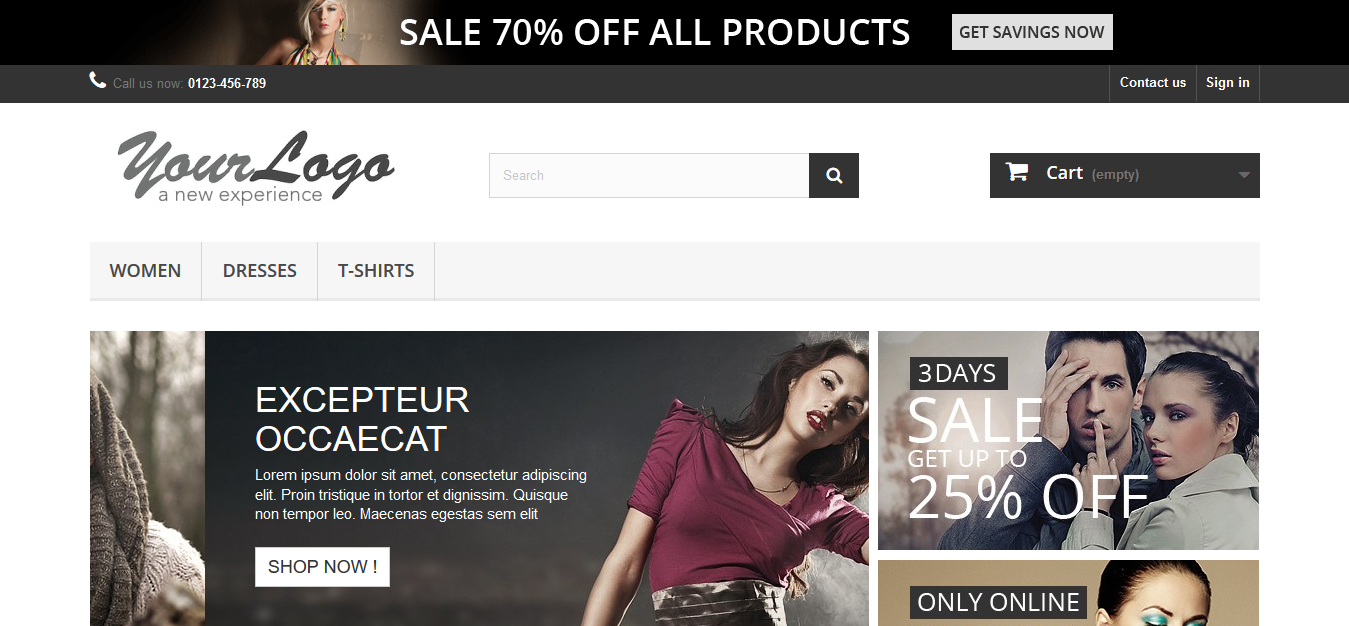 SALE 70% OFF ALL PRODUCTS
GET SAVINGS NOW
Call us now: 0123-456-789
Contact us
Sign in
YourLogo
a new experience
Search
Cart (empty)
WOMEN
DRESSES
T-SHIRTS
EXCEPTEUR
OCCAECAT
Lorem ipsum dolor sit amet, consectetur adipiscing
elit. Proin tristique in tortor et dignissim. Quisque
non tempor leo. Maecenas egestas sem elit
SHOP NOW !
3 DAYS
SALE
GET UP TO
25% OFF
ONLY ONLINE